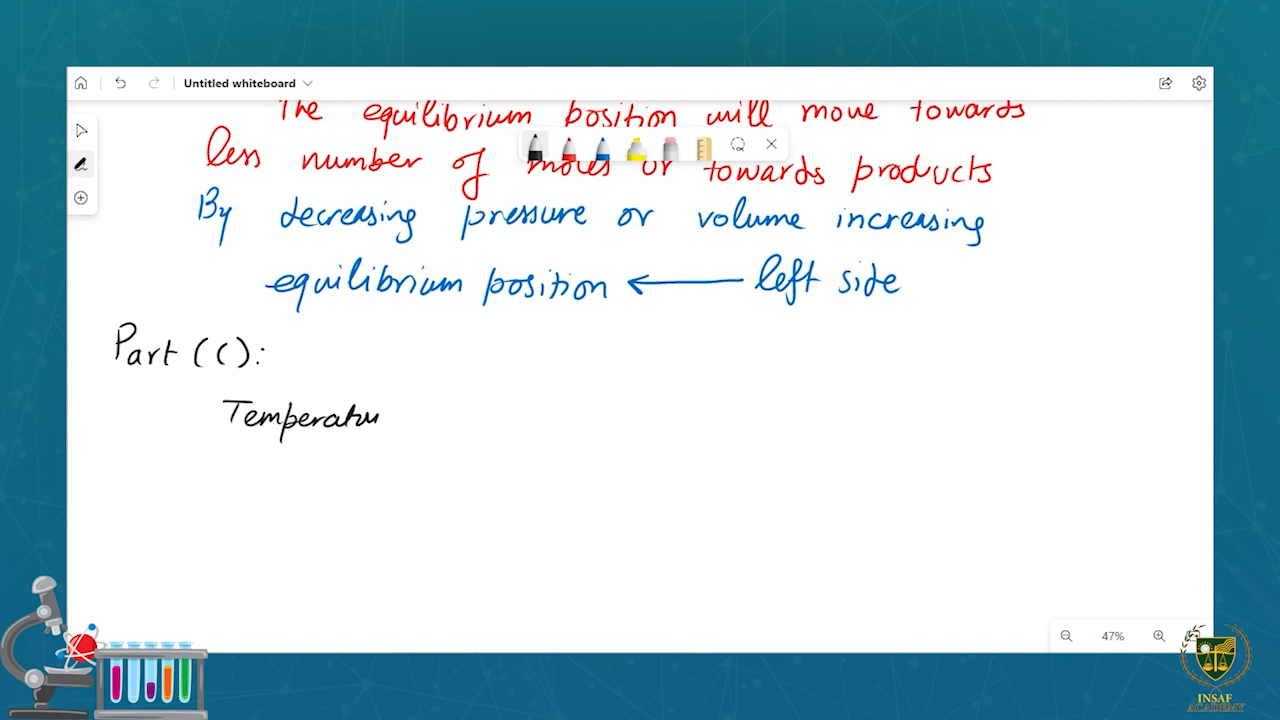 Untitled whiteboard
The equilibrium position will move towards
less number of moles or towards products
By decreasing pressure or volume increasing
equilibrium position ← left side
Part (C):
Temperatu
47%
INSAF
ACADEMY